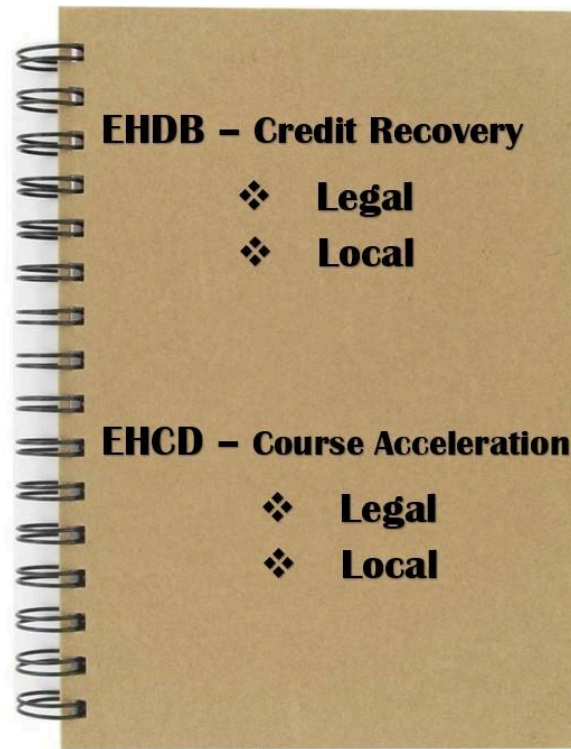 EHDB – Credit Recovery
❖ Legal
❖ Local
EHCD – Course Acceleration
❖ Legal
❖ Local